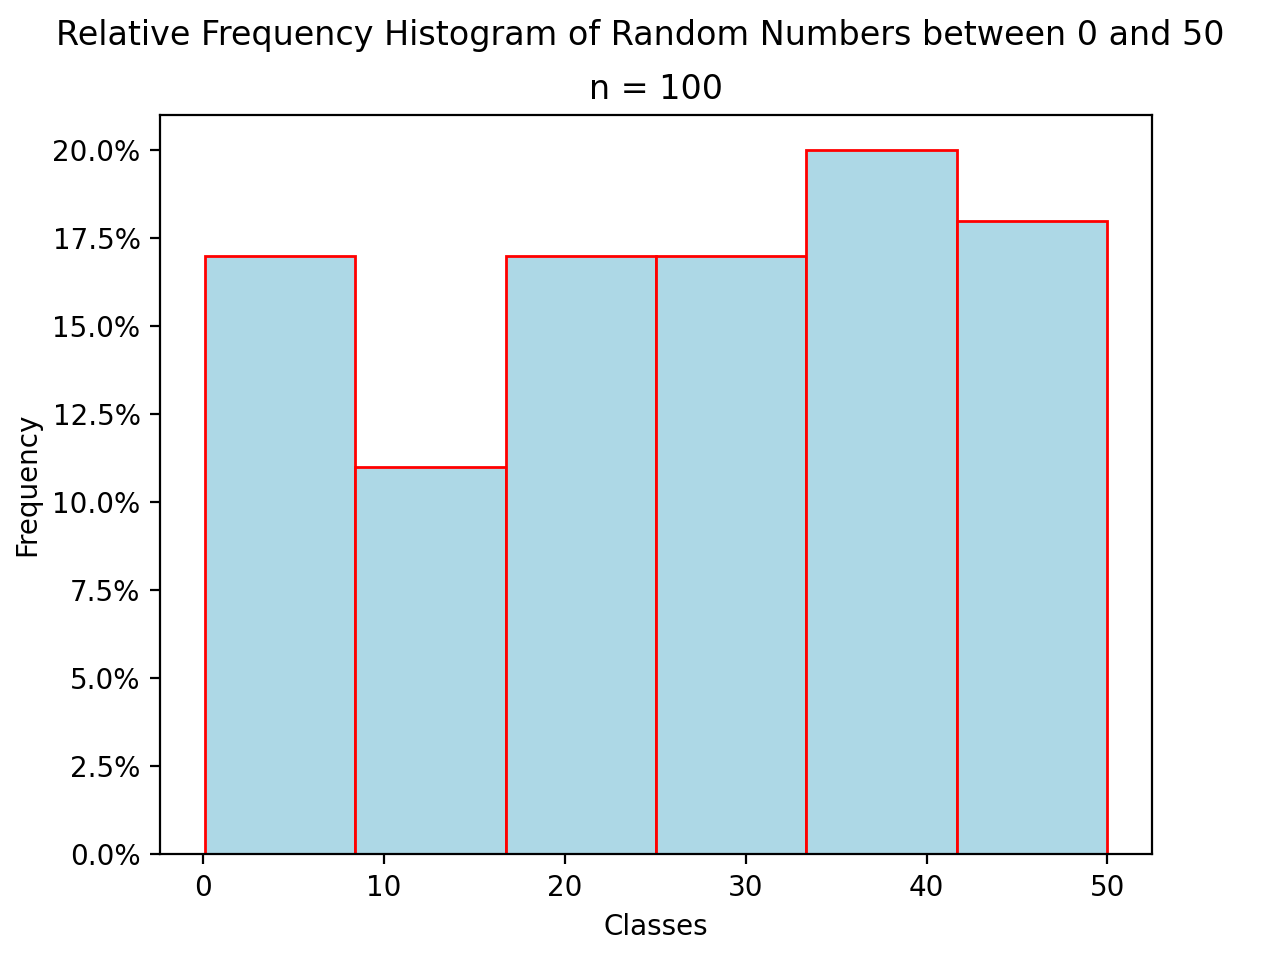 Relative Frequency Histogram of Random Numbers between 0 and 50
n = 100
20.0%
17.5%
15.0%
12.5%
10.0%
7.5%
5.0%
2.5%
0.0%
Frequency
0 10 20 30 40 50
Classes